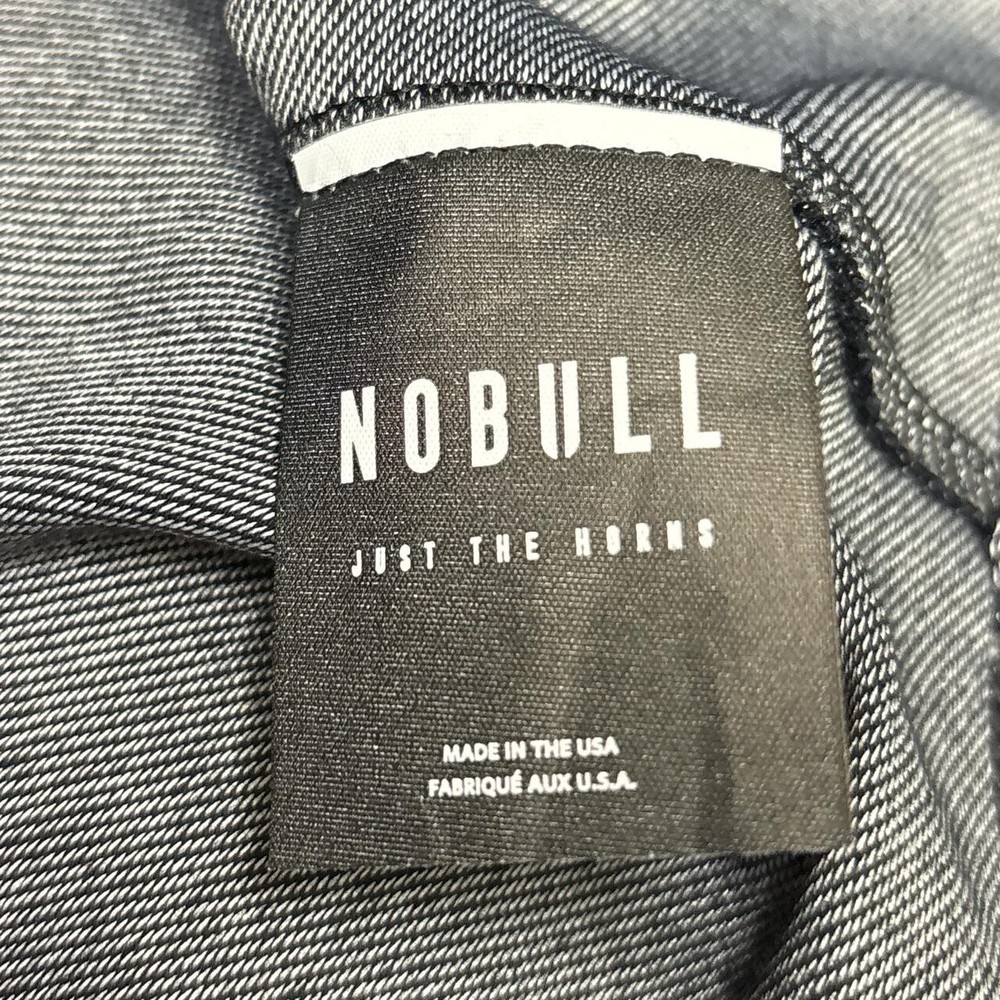 NOBULL
JUST THE HORNS
MADE IN THE USA
FABRIQUÉ AUX U.S.A.